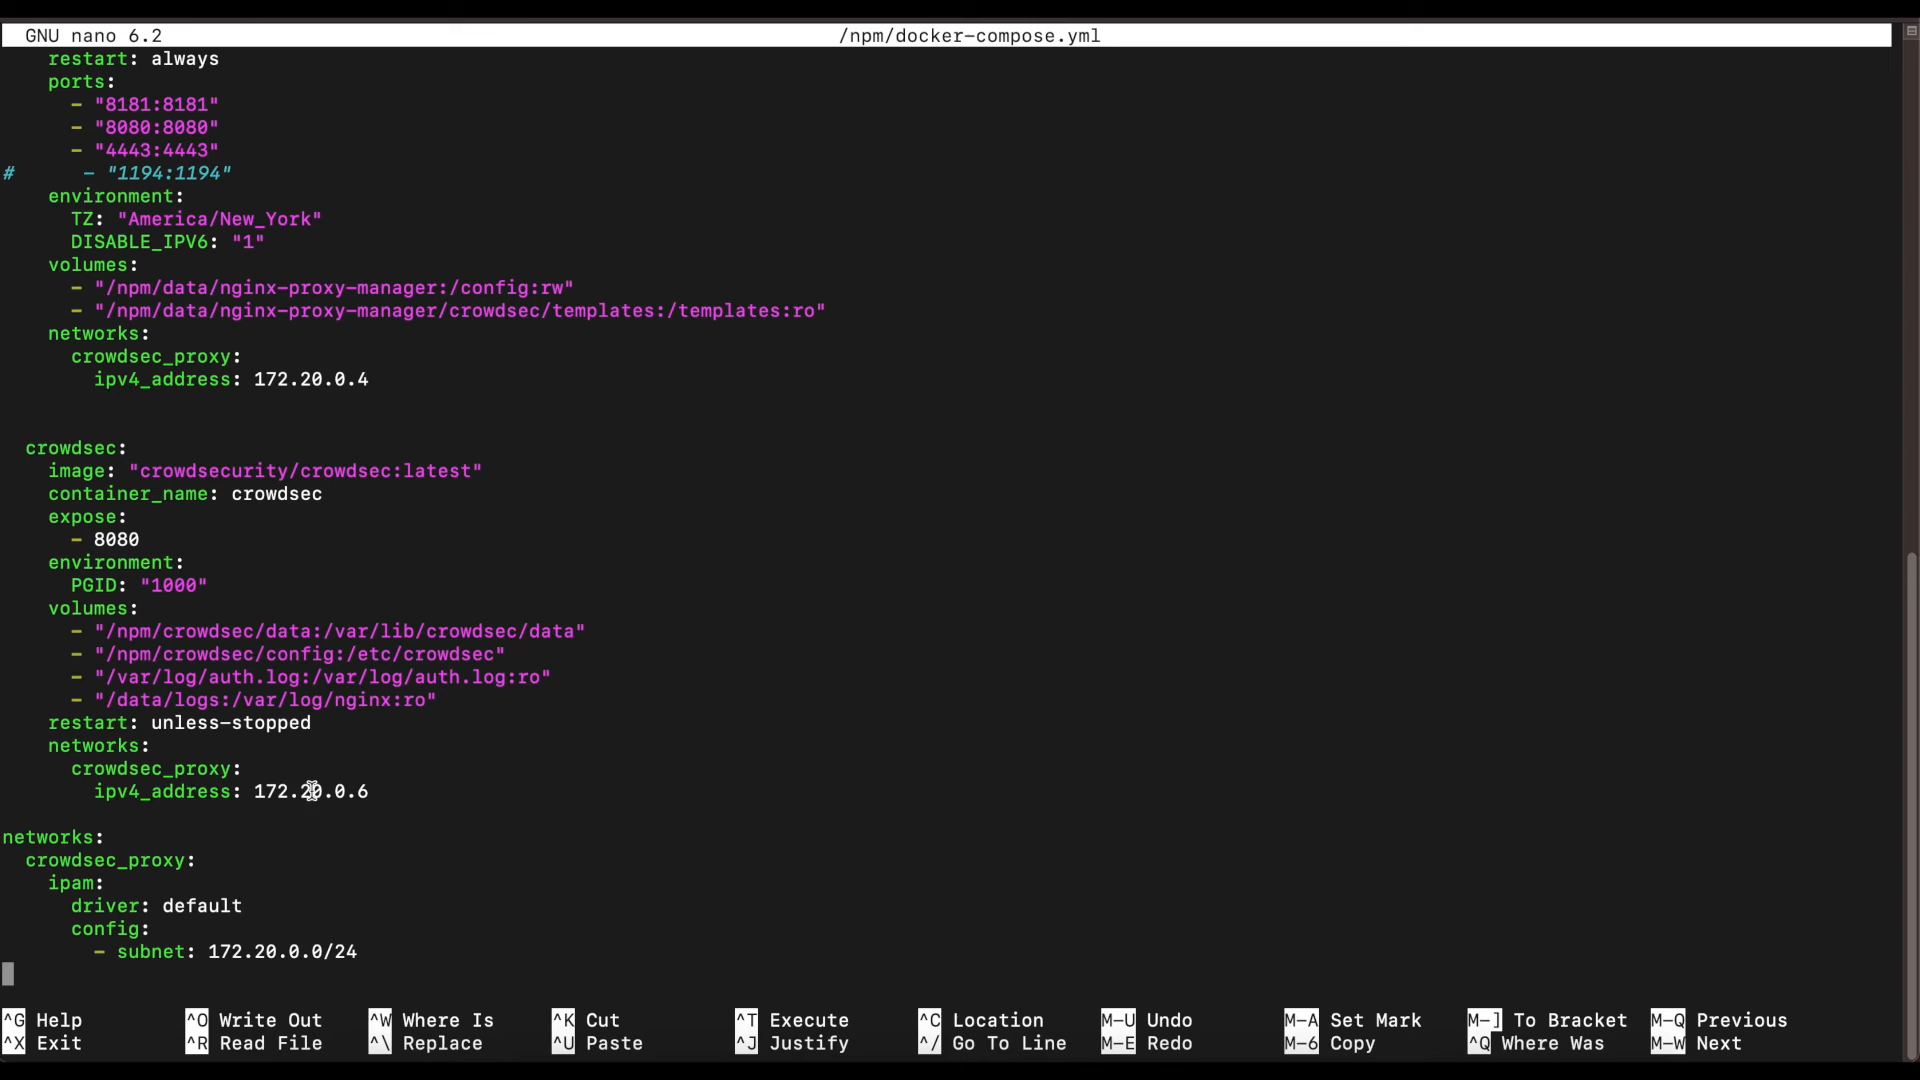 GNU nano 6.2 /npm/docker-compose.yml
    restart: always
    ports:
      - "8181:8181"
      - "8080:8080"
      - "4443:4443"
#      - "1194:1194"
    environment:
      TZ: "America/New_York"
      DISABLE_IPV6: "1"
    volumes:
      - "/npm/data/nginx-proxy-manager:/config:rw"
      - "/npm/data/nginx-proxy-manager/crowdsec/templates:/templates:ro"
    networks:
      crowdsec_proxy:
        ipv4_address: 172.20.0.4
  crowdsec:
    image: "crowdsecurity/crowdsec:latest"
    container_name: crowdsec
    expose:
      - 8080
    environment:
      PGID: "1000"
    volumes:
      - "/npm/crowdsec/data:/var/lib/crowdsec/data"
      - "/npm/crowdsec/config:/etc/crowdsec"
      - "/var/log/auth.log:/var/log/auth.log:ro"
      - "/data/logs:/var/log/nginx:ro"
    restart: unless-stopped
    networks:
      crowdsec_proxy:
        ipv4_address: 172.20.0.6
networks:
  crowdsec_proxy:
    ipam:
      driver: default
      config:
        - subnet: 172.20.0.0/24
^G Help ^O Write Out ^W Where Is ^K Cut ^T Execute ^C Location M-U Undo M-A Set Mark M-] To Bracket M-Q Previous
^X Exit ^R Read File ^\ Replace ^U Paste ^J Justify ^/ Go To Line M-E Redo M-6 Copy ^Q Where Was M-W Next